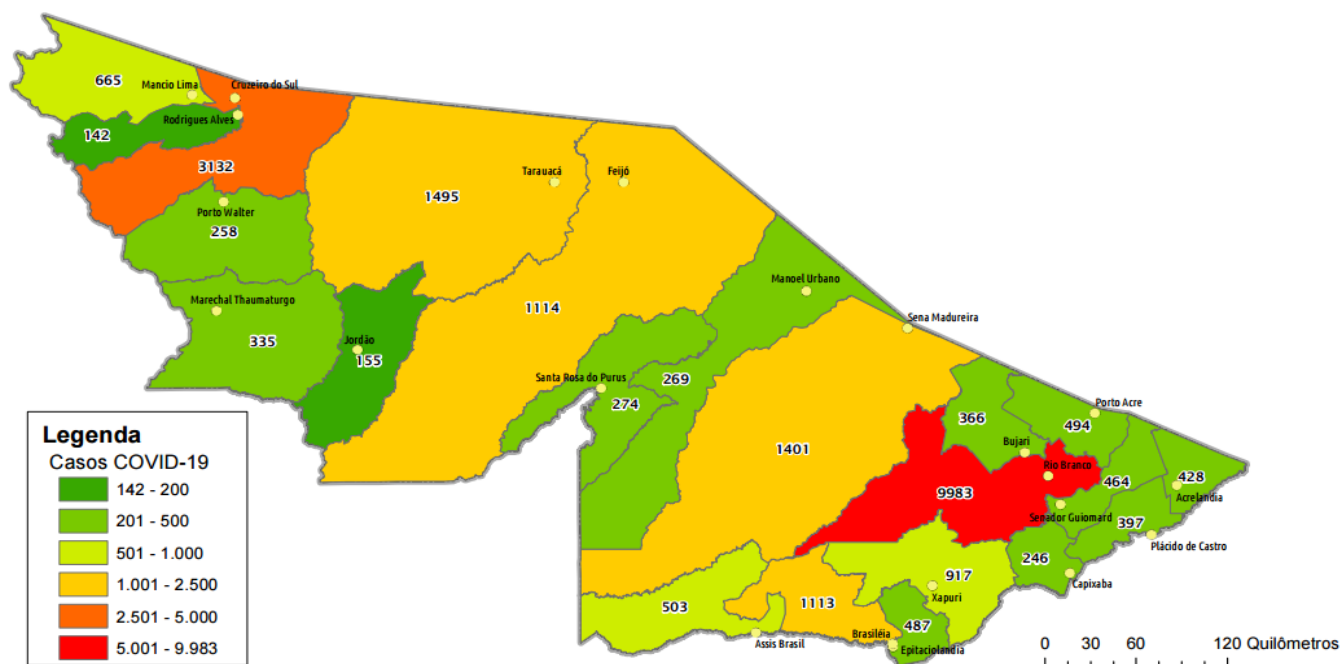 665
Mancio Lima
Cruzeiro do Sul
142
Rodrigues Alves
3132
1495
Tarauacá
Feijó
Porto Walter
258
Marechal Thaumaturgo
335
Jordão
155
1114
Manoel Urbano
Sena Madureira
Santa Rosa do Purus
269
274
1401
366
Bujari
Porto Acre
494
Rio Branco
464
428
Acrelandia
9983
Senador Guiomard
397
Plácido de Castro
246
Capixaba
917
Xapuri
503
1113
Assis Brasil
Brasiléia
487
Epitaciolandia
Legenda
Casos COVID-19
142 - 200
201 - 500
501 - 1.000
1.001 - 2.500
2.501 - 5.000
5.001 - 9.983
0 30 60 120 Quilômetros